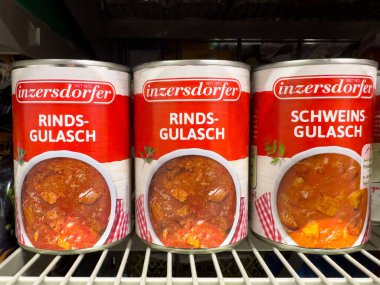 inzersdorfer
RINDS-
GULASCH
inzersdorfer
RINDS-
GULASCH
inzersdorfer
SCHWEINS-
GULASCH